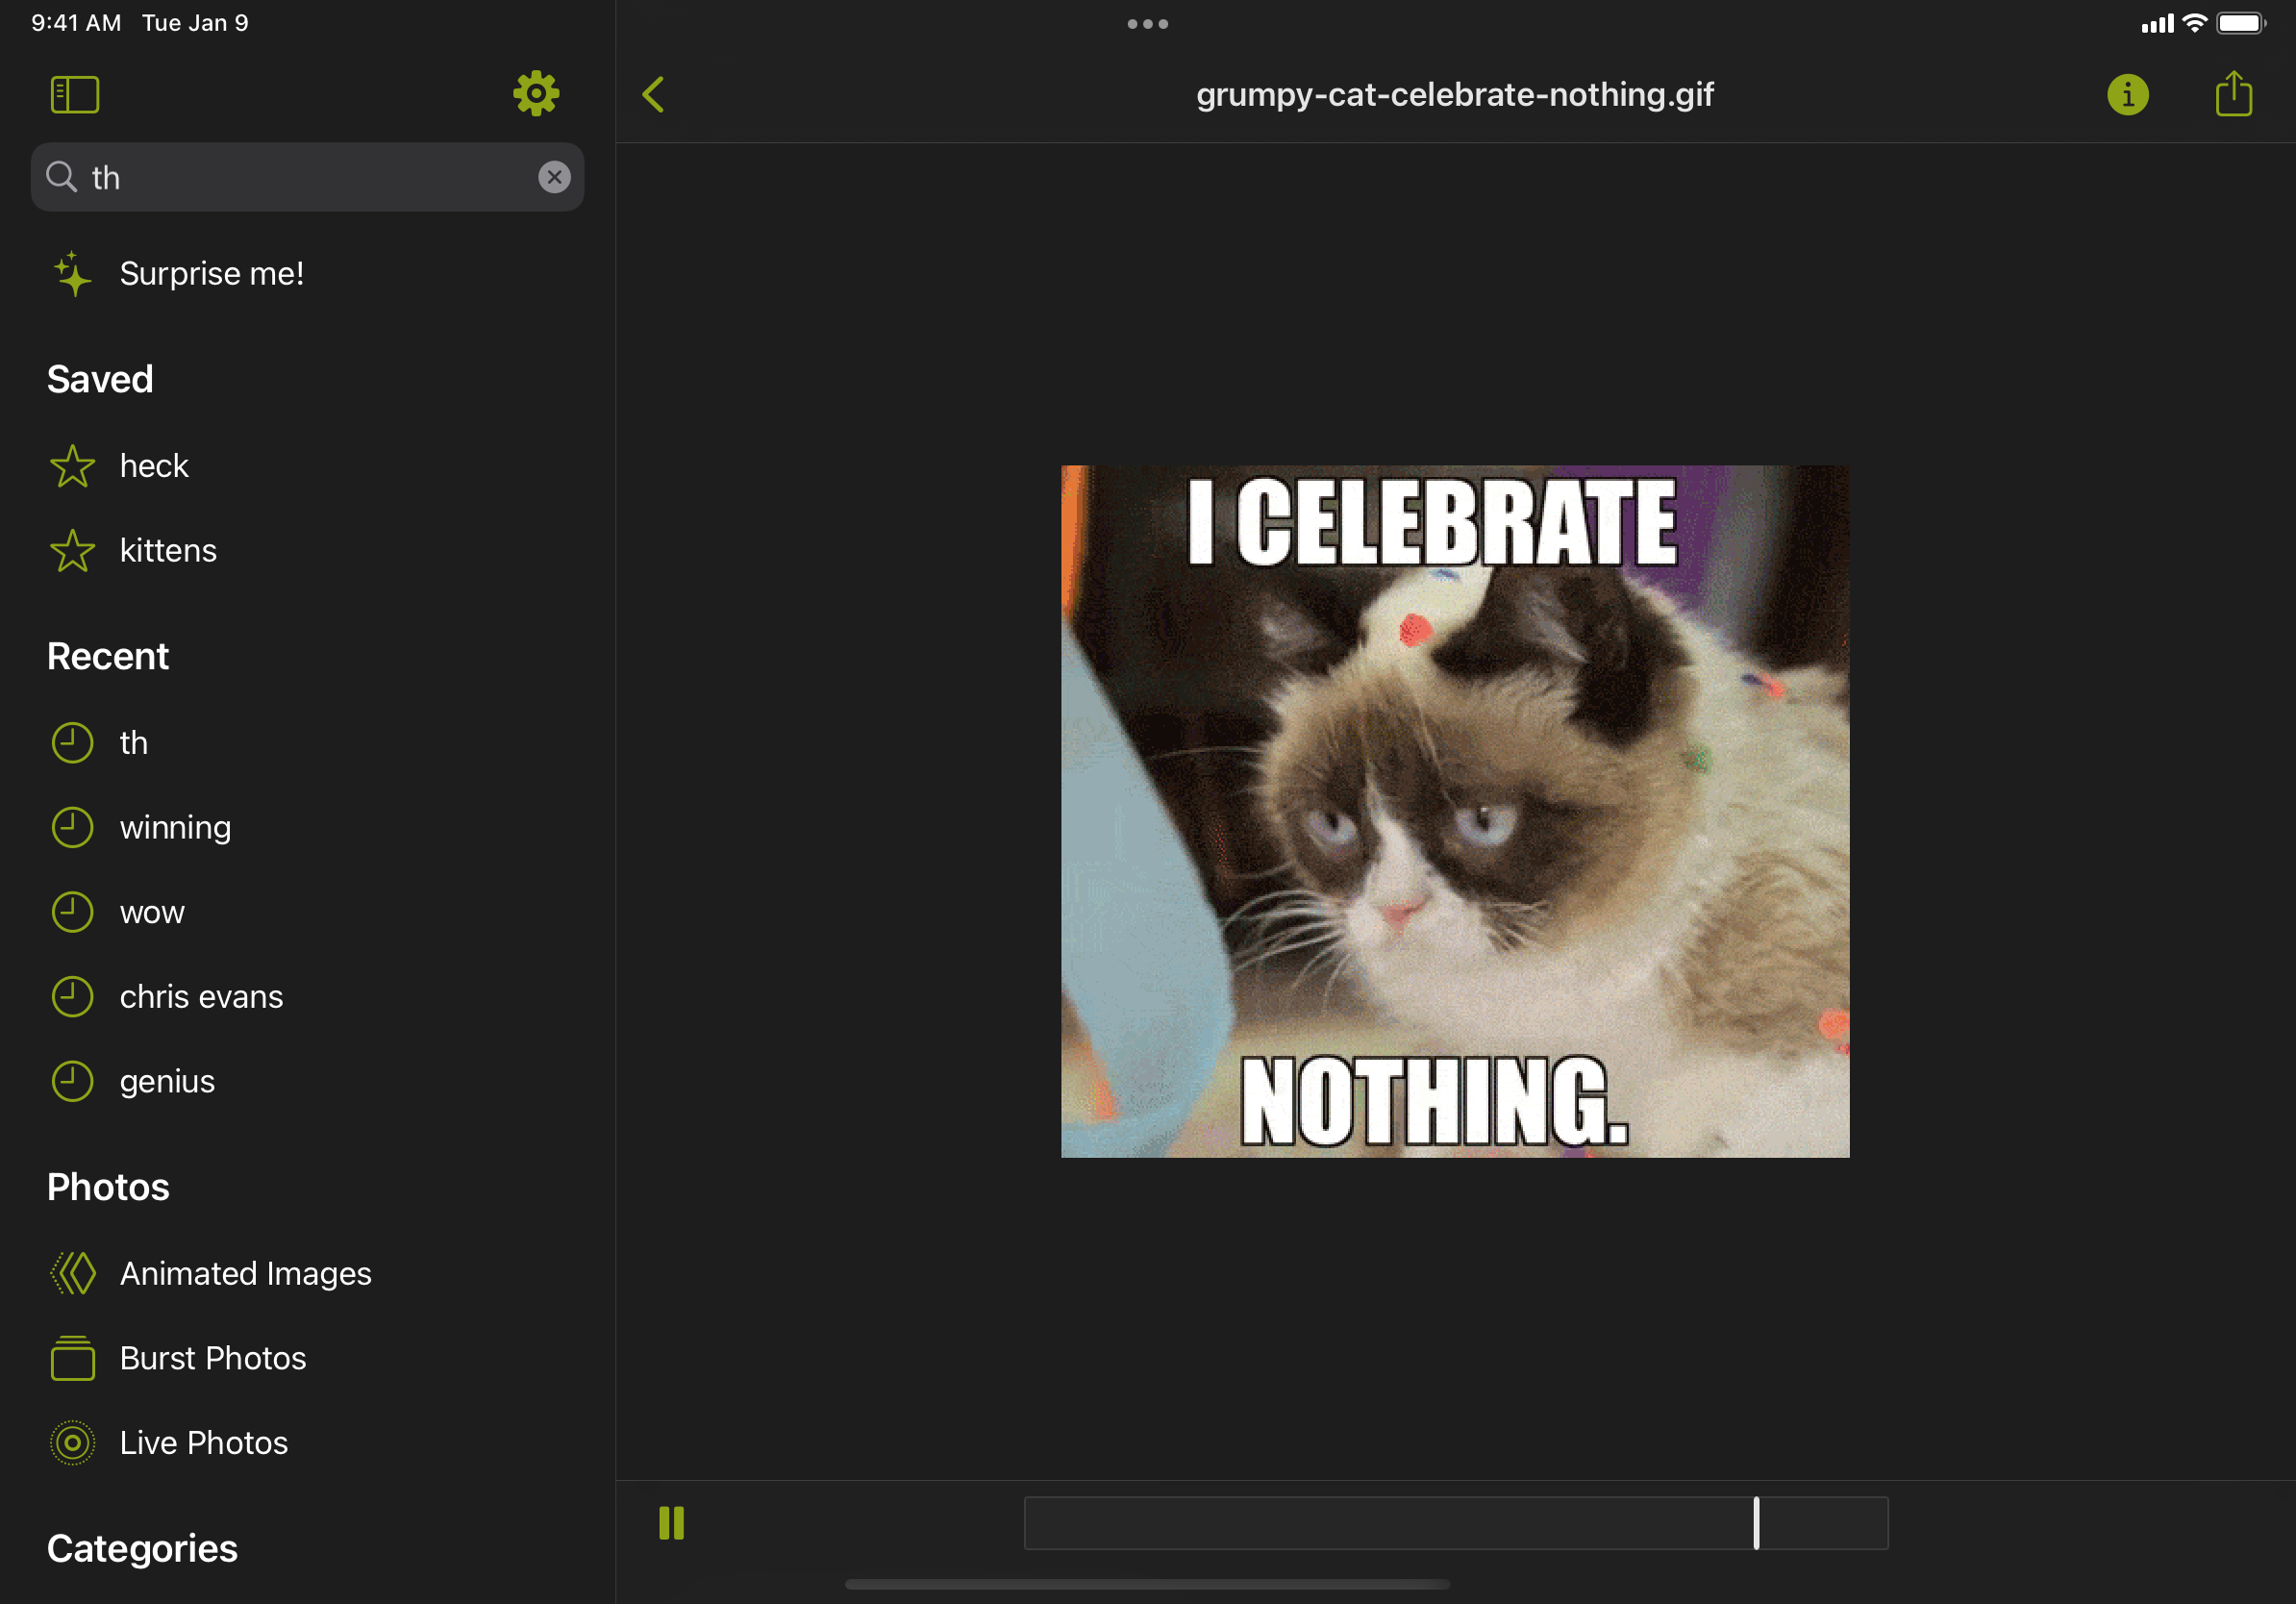 9:41 AM Tue Jan 9
th
Surprise me!
Saved
heck
kittens
Recent
th
winning
wow
chris evans
genius
Photos
Animated Images
Burst Photos
Live Photos
Categories
grumpy-cat-celebrate-nothing.gif
I CELEBRATE
NOTHING.